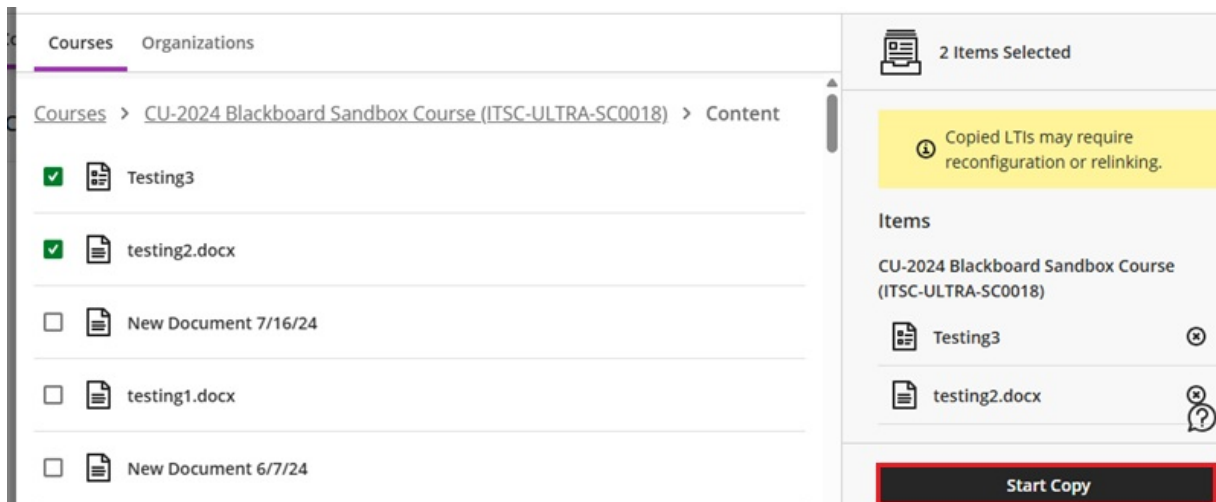 Courses Organizations
Courses > CU-2024 Blackboard Sandbox Course (ITSC-ULTRA-SC0018) > Content
Testing3
testing2.docx
New Document 7/16/24
testing1.docx
New Document 6/7/24
2 Items Selected
Copied LTIs may require
reconfiguration or relinking.
Items
CU-2024 Blackboard Sandbox Course
(ITSC-ULTRA-SC0018)
Testing3
testing2.docx
Start Copy